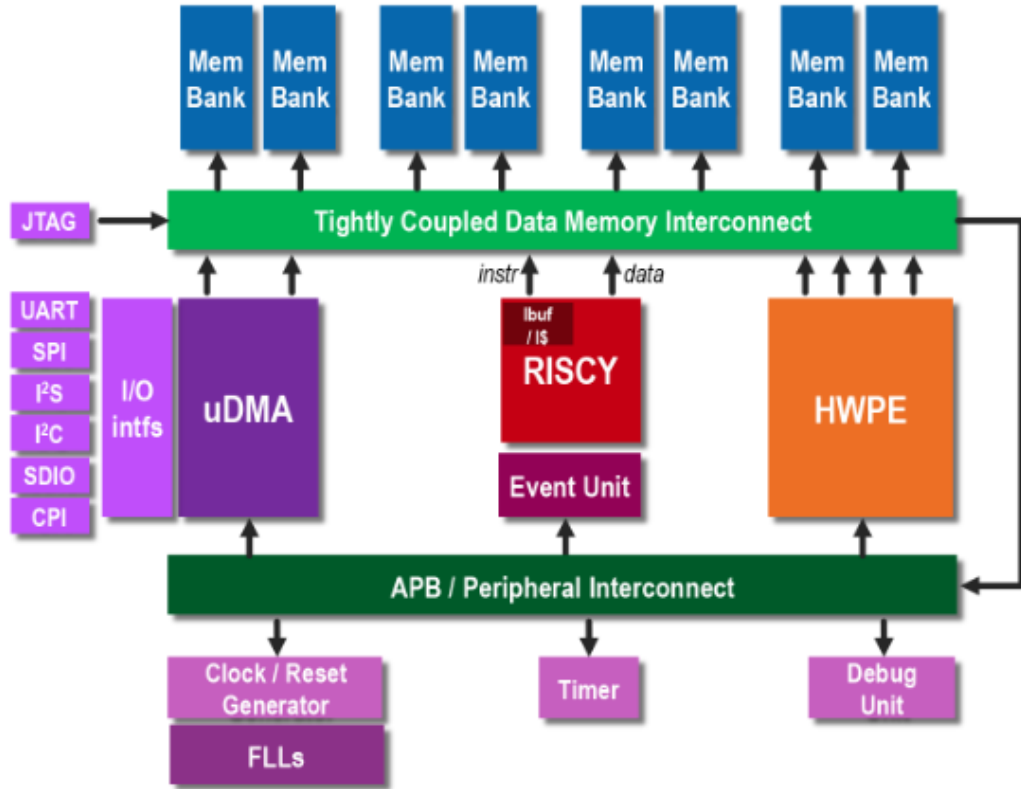 Mem
Bank
Mem
Bank
Mem
Bank
Mem
Bank
Mem
Bank
Mem
Bank
Mem
Bank
Mem
Bank
JTAG
Tightly Coupled Data Memory Interconnect
instr
data
UART
SPI
I²S
I²C
SDIO
CPI
I/O
intfs
uDMA
Ibuf
/ I$
RISCY
Event Unit
HWPE
APB / Peripheral Interconnect
Clock / Reset
Generator
FLLs
Timer
Debug
Unit